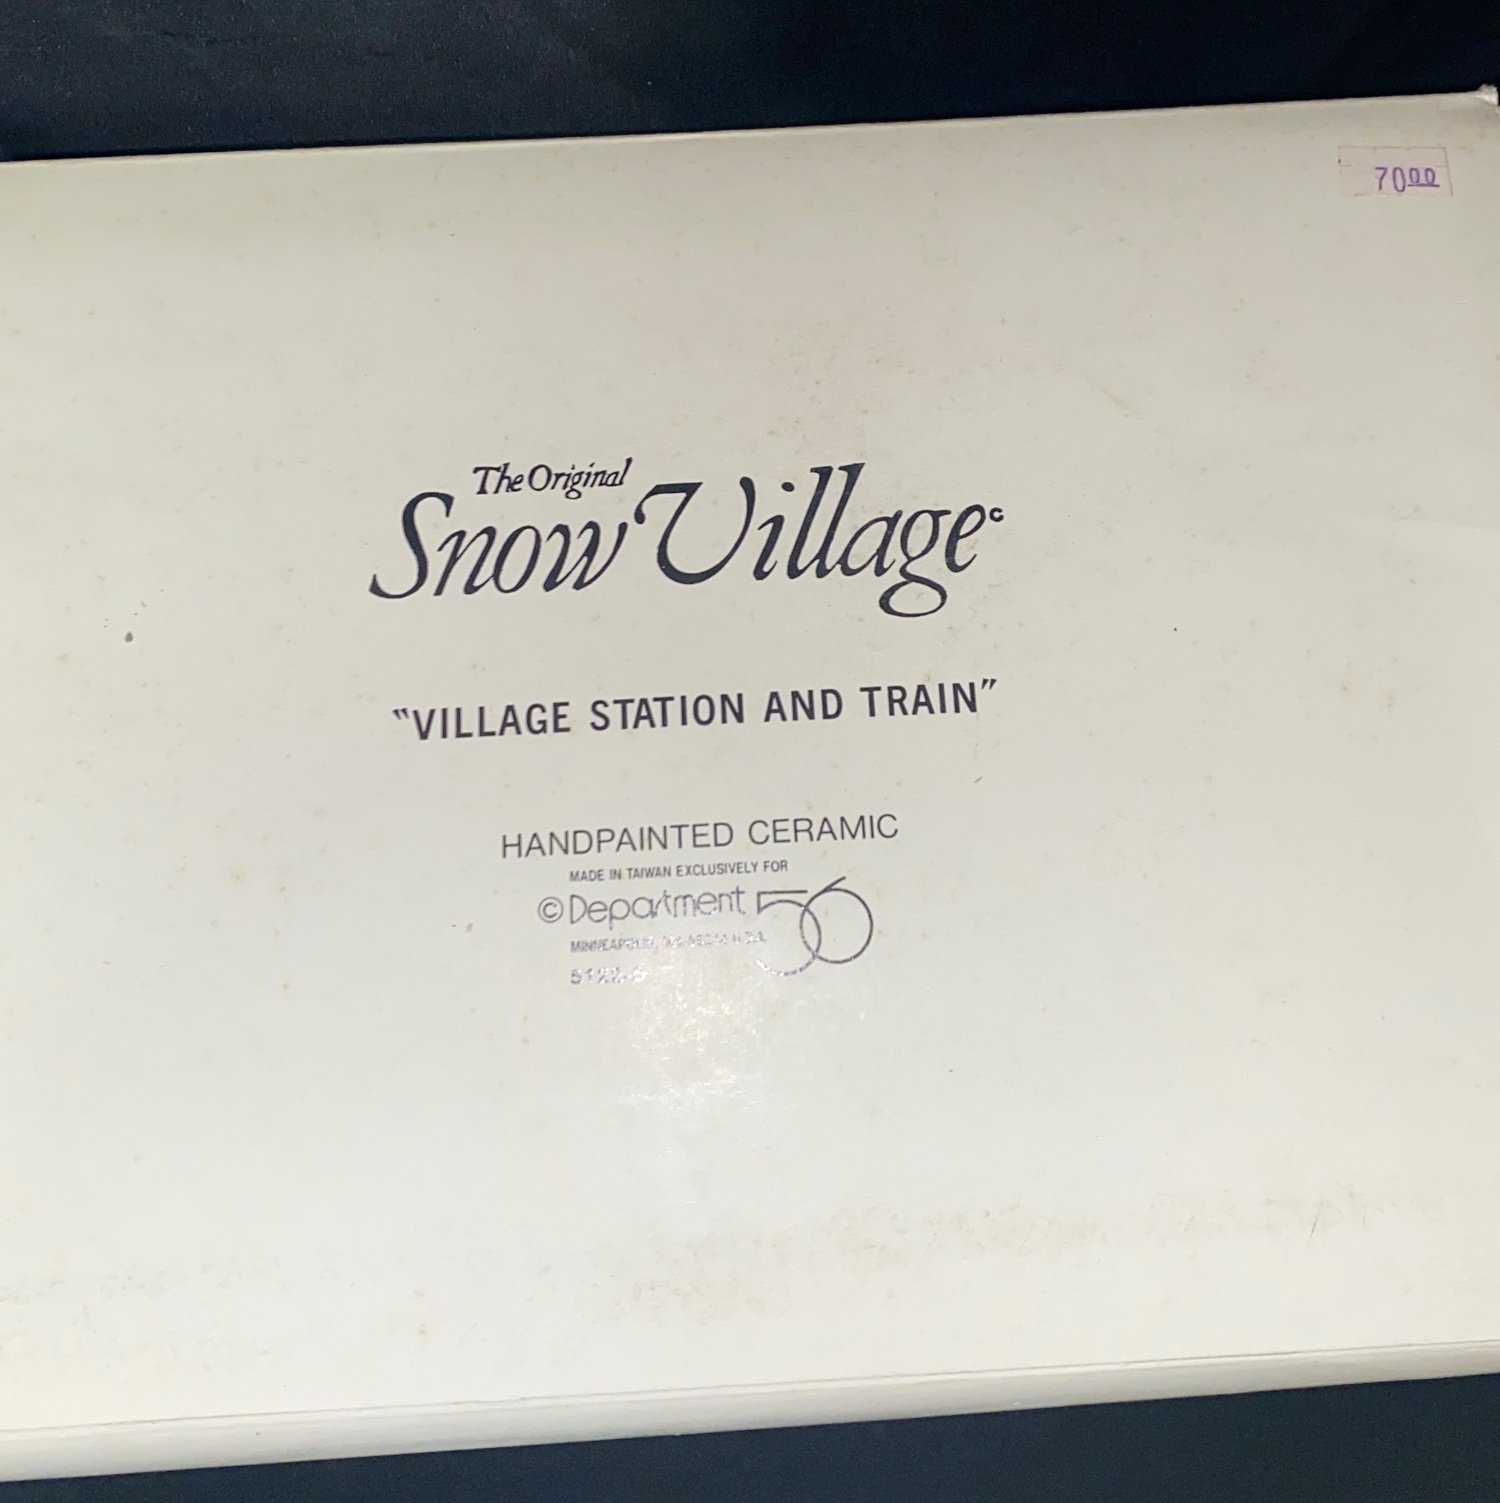 70.00
The Original
Snow Village©
"VILLAGE STATION AND TRAIN"
HANDPAINTED CERAMIC
MADE IN TAIWAN EXCLUSIVELY FOR
© Department 56
MINNEAPOLIS,